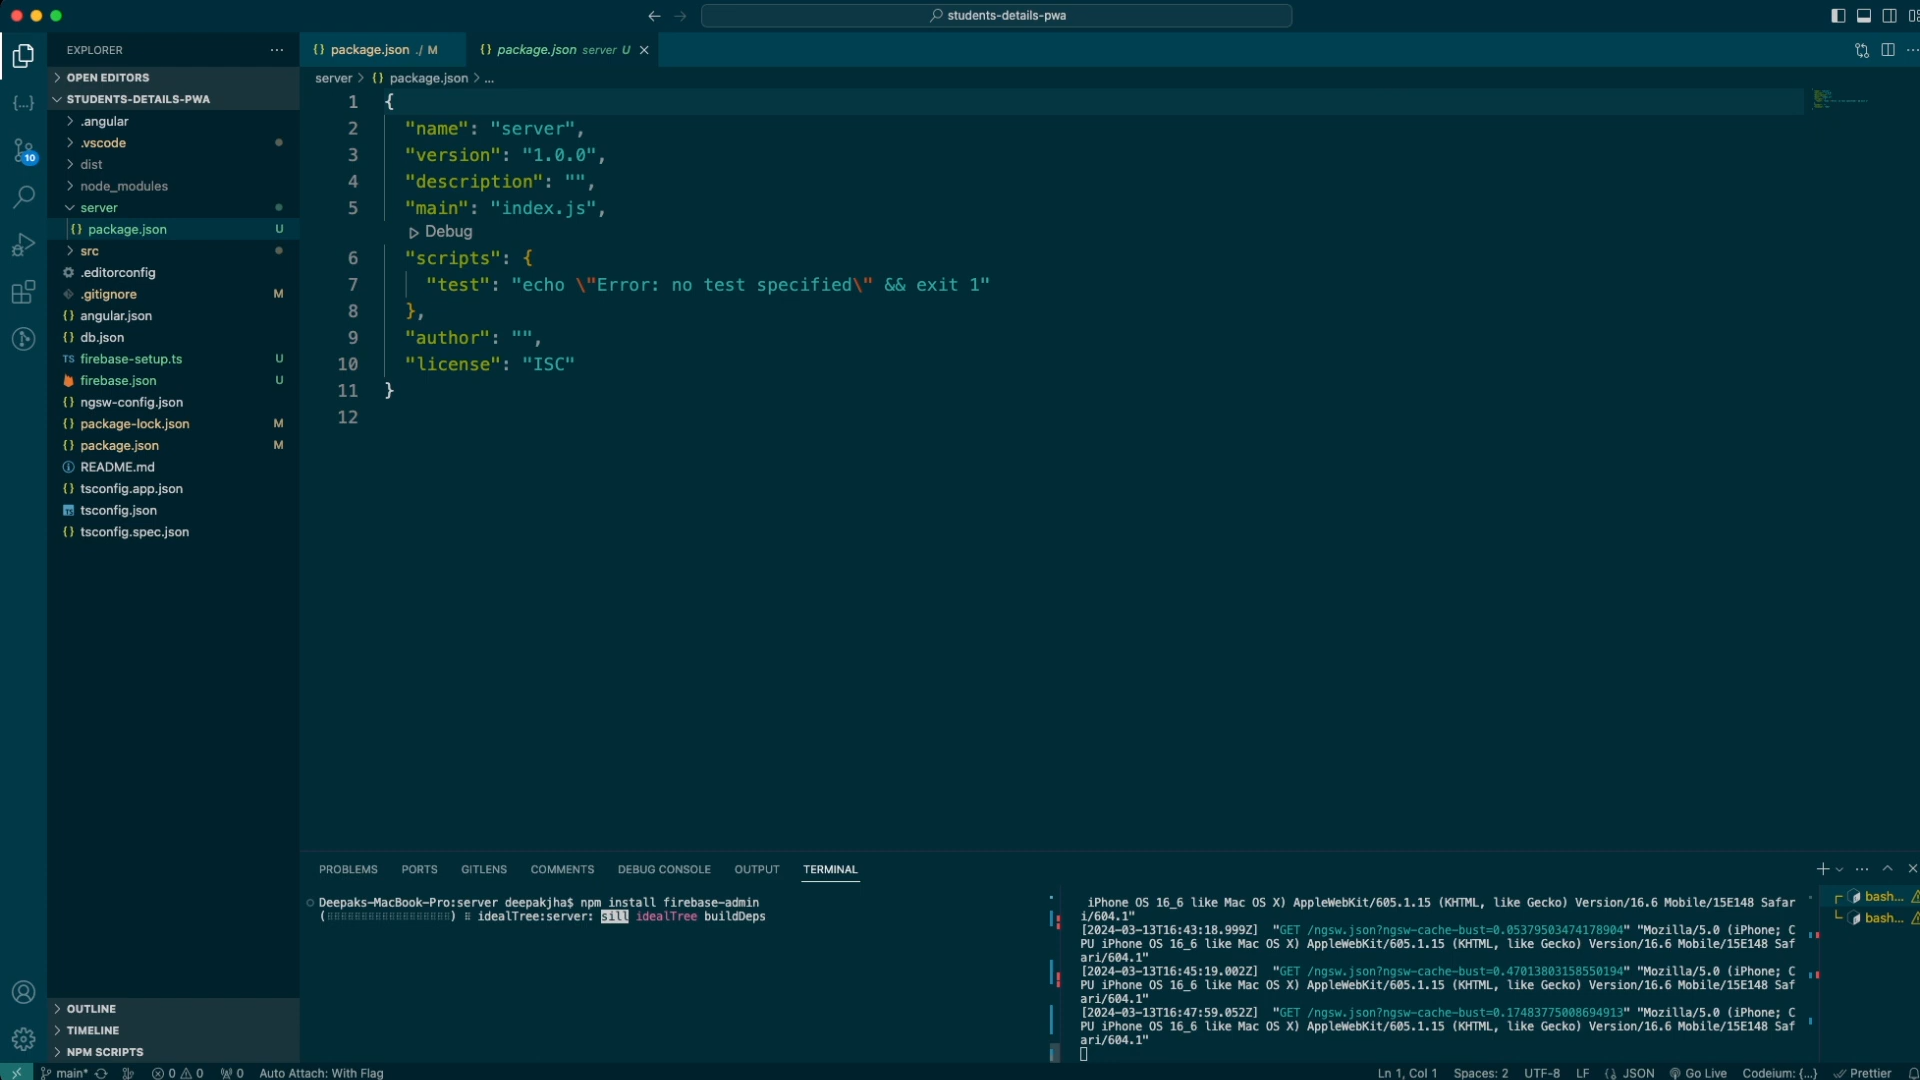 students-details-pwa
EXPLORER
package.json ./ M
package.json server U
OPEN EDITORS
STUDENTS-DETAILS-PWA
.angular
.vscode
dist
node_modules
server
package.json U
src
.editorconfig
.gitignore M
angular.json
db.json
TS firebase-setup.ts U
firebase.json U
ngsw-config.json
package-lock.json M
package.json M
README.md
tsconfig.app.json
tsconfig.json
tsconfig.spec.json
OUTLINE
TIMELINE
NPM SCRIPTS
10
server > {} package.json > ...
1 {
2 "name": "server",
3 "version": "1.0.0",
4 "description": "",
5 "main": "index.js",
Debug
6 "scripts": {
7 "test": "echo \"Error: no test specified\" && exit 1"
8 },
9 "author": "",
10 "license": "ISC"
11 }
12
PROBLEMS PORTS GITLENS COMMENTS DEBUG CONSOLE OUTPUT TERMINAL
Deepaks-MacBook-Pro:server deepakjha$ npm install firebase-admin
idealTree:server: sill idealTree buildDeps
iPhone OS 16_6 like Mac OS X) AppleWebKit/605.1.15 (KHTML, like Gecko) Version/16.6 Mobile/15E148 Safar
i/604.1"
[2024-03-13T16:43:18.999Z] "GET /ngsw.json?ngsw-cache-bust=0.05379503474178904" "Mozilla/5.0 (iPhone; C
PU iPhone OS 16_6 like Mac OS X) AppleWebKit/605.1.15 (KHTML, like Gecko) Version/16.6 Mobile/15E148 Saf
ari/604.1"
[2024-03-13T16:45:19.002Z] "GET /ngsw.json?ngsw-cache-bust=0.47013803158550194" "Mozilla/5.0 (iPhone; C
PU iPhone OS 16_6 like Mac OS X) AppleWebKit/605.1.15 (KHTML, like Gecko) Version/16.6 Mobile/15E148 Saf
ari/604.1"
[2024-03-13T16:47:59.052Z] "GET /ngsw.json?ngsw-cache-bust=0.17483775008694913" "Mozilla/5.0 (iPhone; C
PU iPhone OS 16_6 like Mac OS X) AppleWebKit/605.1.15 (KHTML, like Gecko) Version/16.6 Mobile/15E148 Saf
ari/604.1"
bash...
bash...
main* 0 0 0 Auto Attach: With Flag Ln 1, Col 1 Spaces: 2 UTF-8 LF {} JSON Go Live Codeium: {...} Prettier